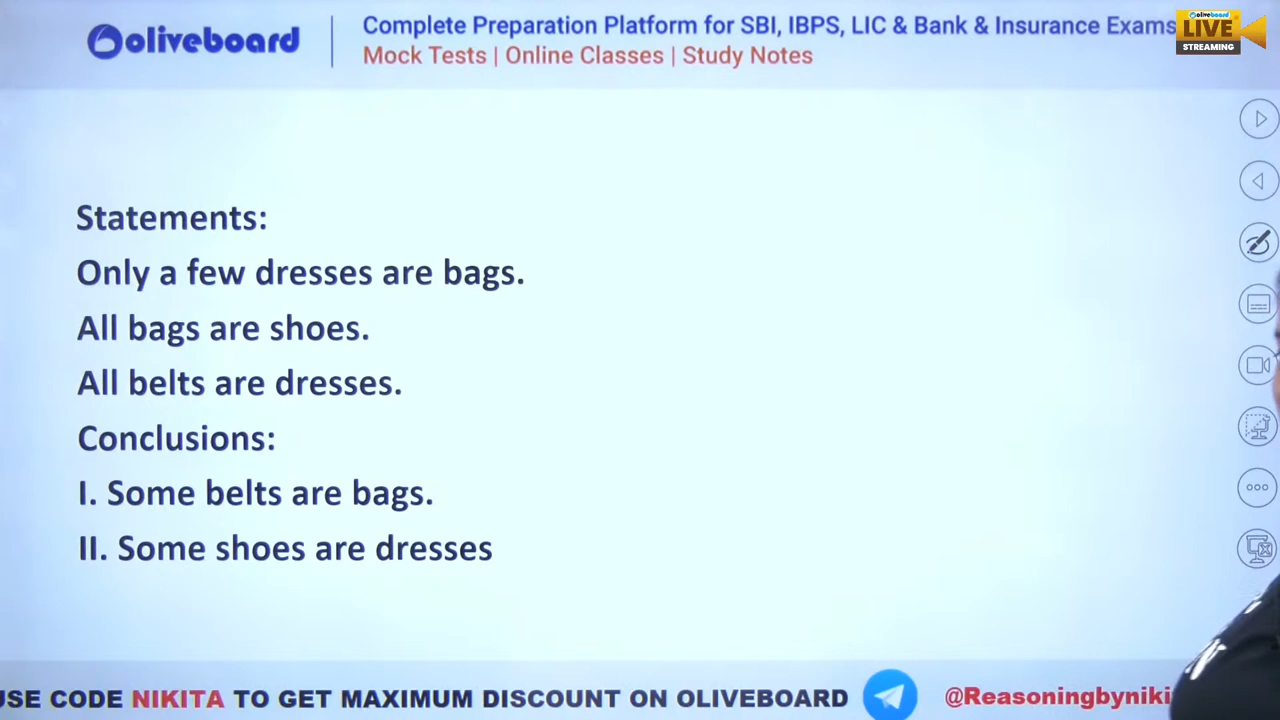 oliveboard
Complete Preparation Platform for SBI, IBPS, LIC & Bank & Insurance Exams
Mock Tests | Online Classes | Study Notes
oliveboard
LIVE
STREAMING
Statements:
Only a few dresses are bags.
All bags are shoes.
All belts are dresses.
Conclusions:
I. Some belts are bags.
II. Some shoes are dresses
USE CODE NIKITA TO GET MAXIMUM DISCOUNT ON OLIVEBOARD
@Reasoningbyniki